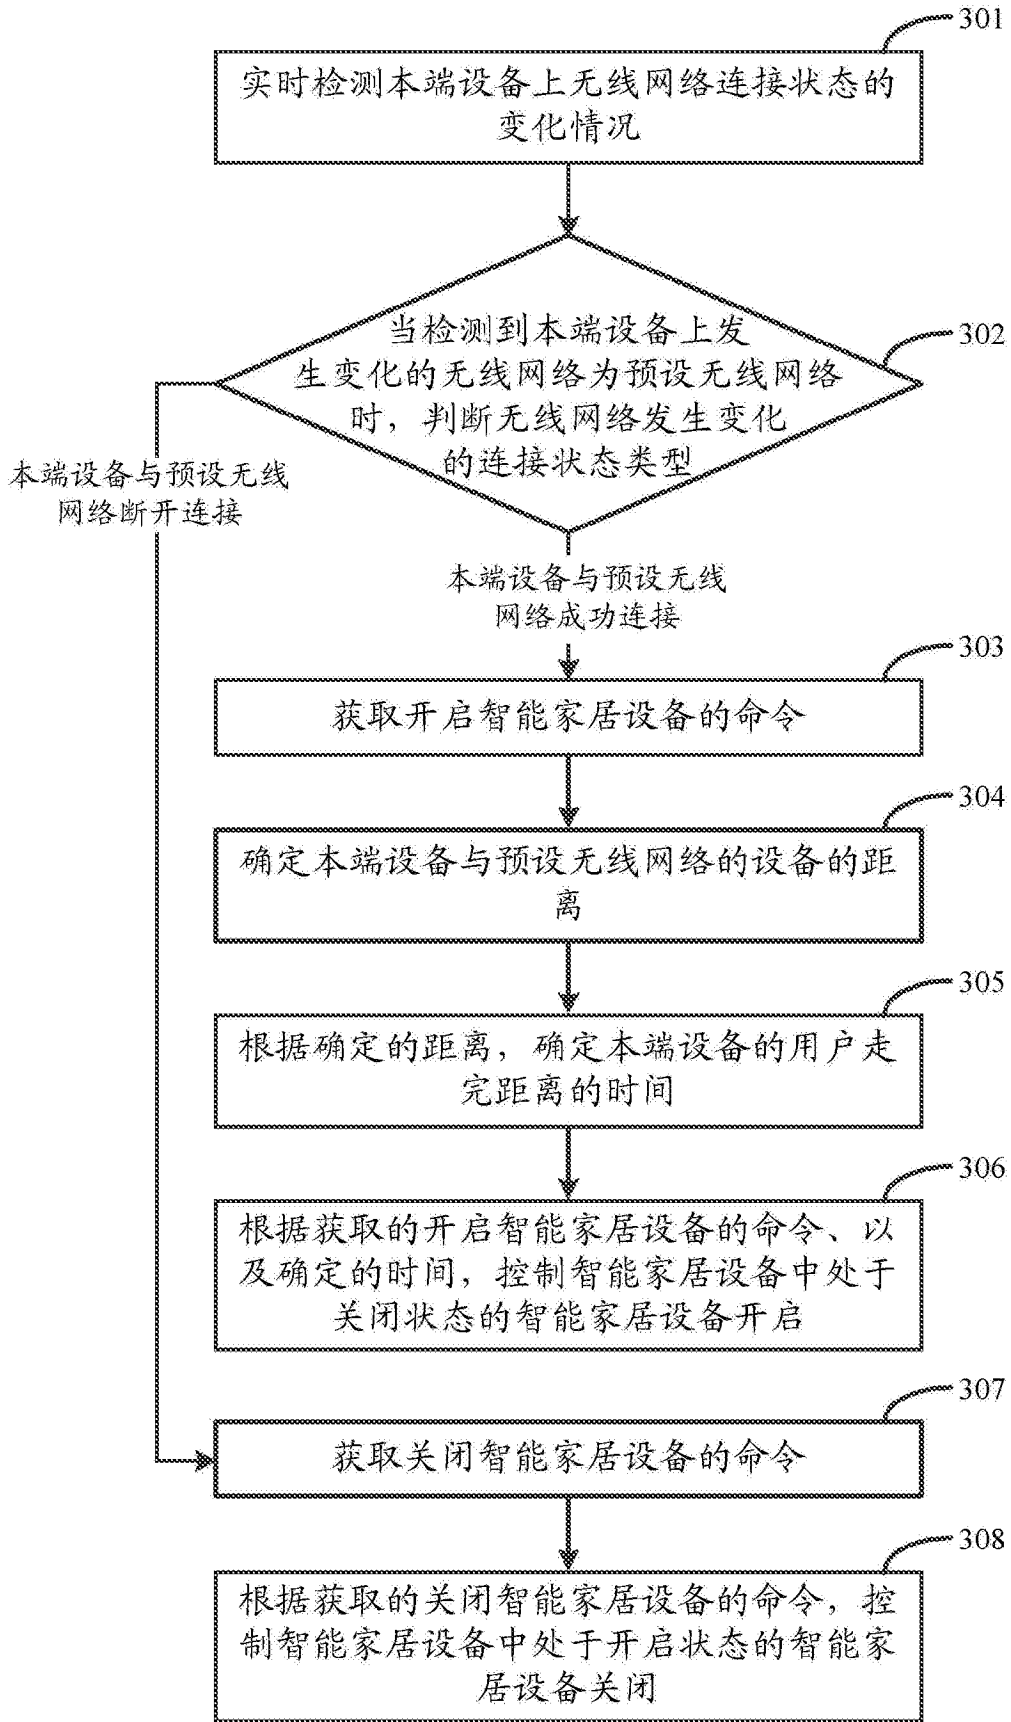 301
实时检测本端设备上无线网络连接状态的
变化情况
302
当检测到本端设备上发
生变化的无线网络为预设无线网络
时，判断无线网络发生变化
的连接状态类型
本端设备与预设无线
网络断开连接
本端设备与预设无线
网络成功连接
303
获取开启智能家居设备的命令
304
确定本端设备与预设无线网络的设备的距
离
305
根据确定的距离，确定本端设备的用户走
完距离的时间
306
根据获取的开启智能家居设备的命令、以
及确定的时间，控制智能家居设备中处于
关闭状态的智能家居设备开启
307
获取关闭智能家居设备的命令
308
根据获取的关闭智能家居设备的命令，控
制智能家居设备中处于开启状态的智能家
居设备关闭